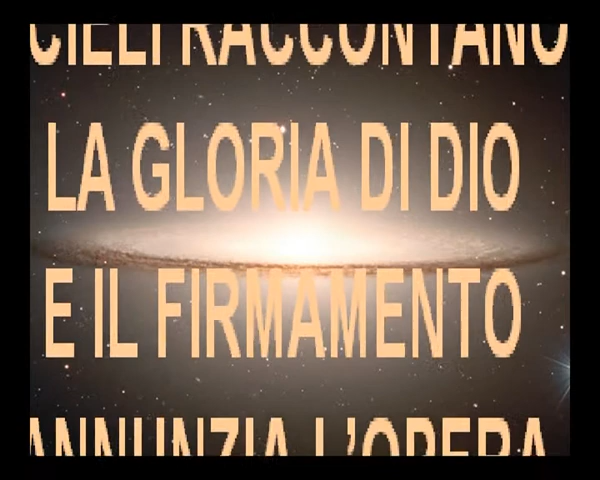 CIELI RACCONTANO
LA GLORIA DI DIO
E IL FIRMAMENTO
ANNUNZIA L'OPERA